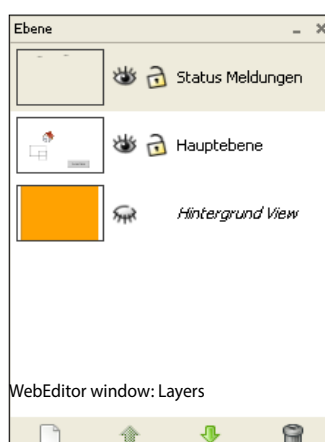 Ebene
Status Meldungen
Hauptebene
Hintergrund View
WebEditor window: Layers